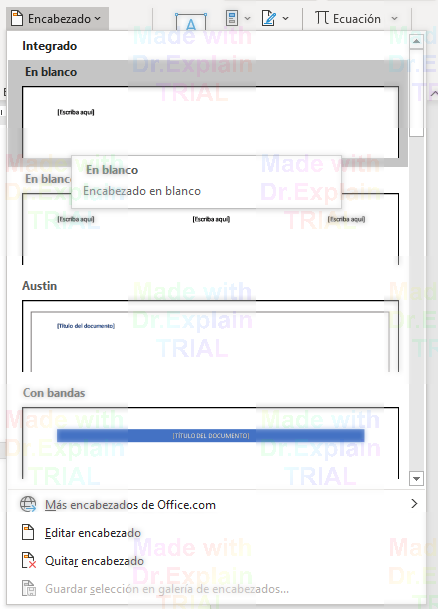 Encabezado
A
Ecuación
Integrado
En blanco
[Escriba aquí]
En blanco
Encabezado en blanco
En blanco
[Escriba aquí] [Escriba aquí] [Escriba aquí]
Austin
[Título del documento]
Con bandas
[TÍTULO DEL DOCUMENTO]
Más encabezados de Office.com
Editar encabezado
Quitar encabezado
Guardar selección en galería de encabezados...
Made with
Dr.Explain
TRIAL